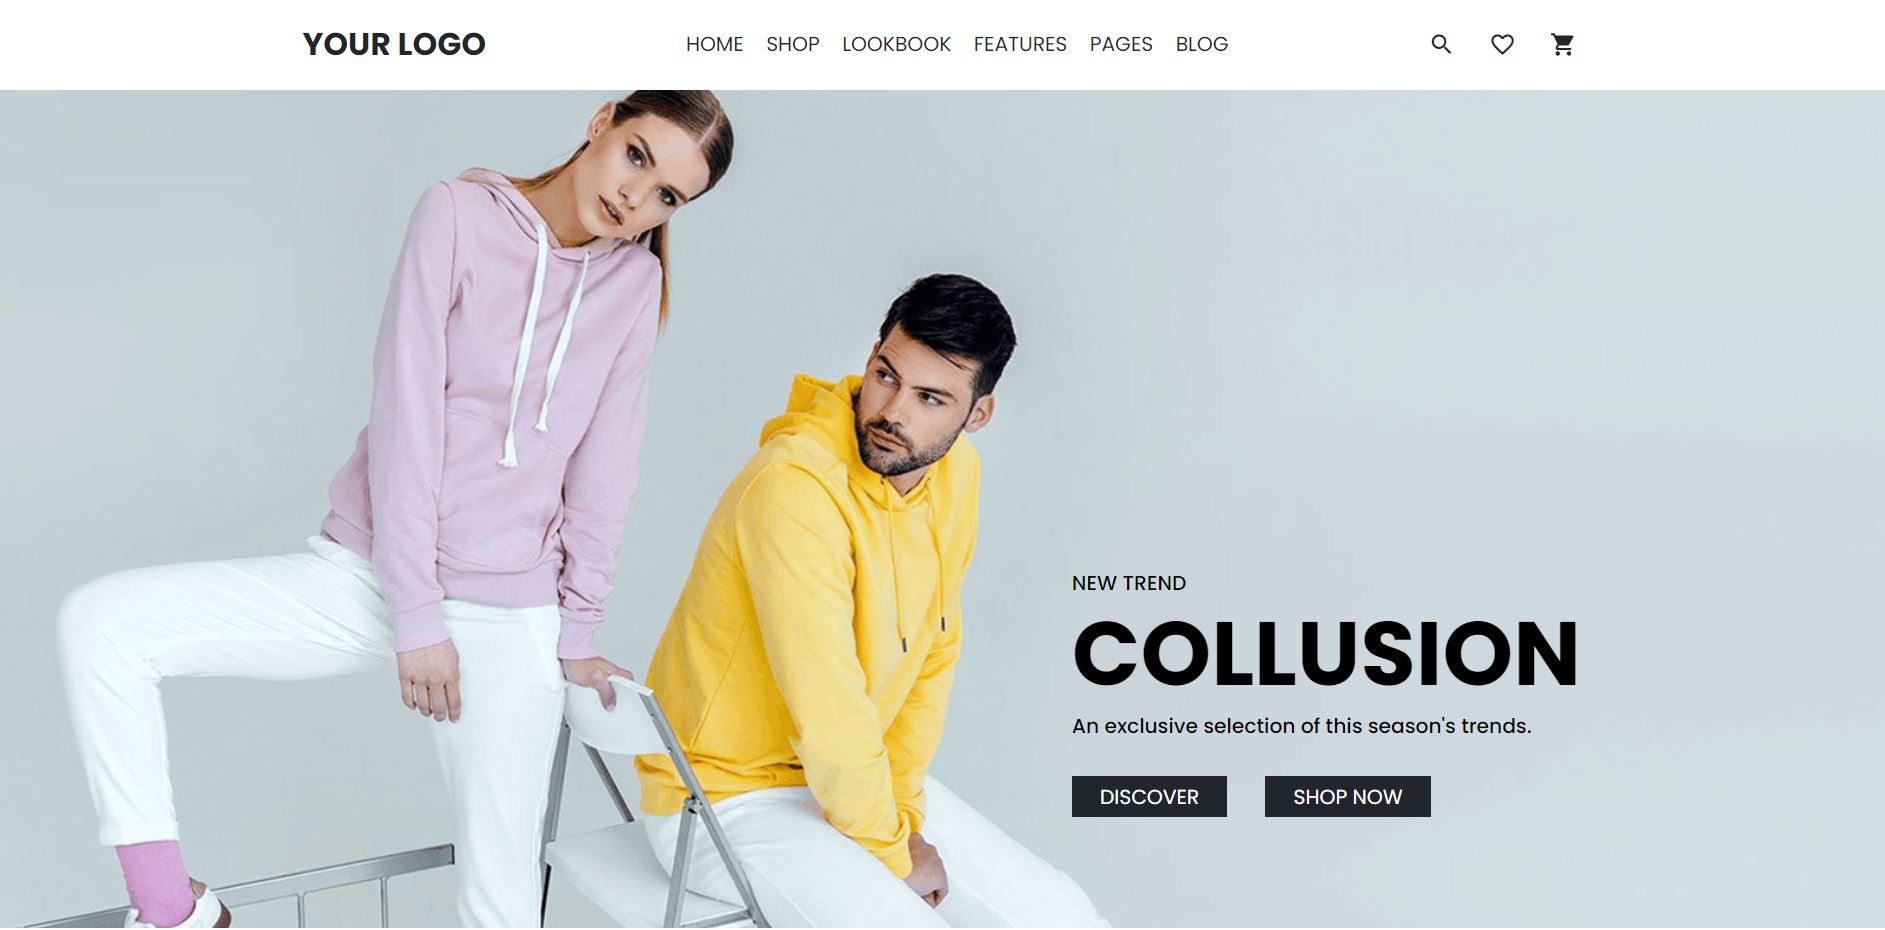 YOUR LOGO
HOME SHOP LOOKBOOK FEATURES PAGES BLOG
NEW TREND
COLLUSION
An exclusive selection of this season's trends.
DISCOVER SHOP NOW